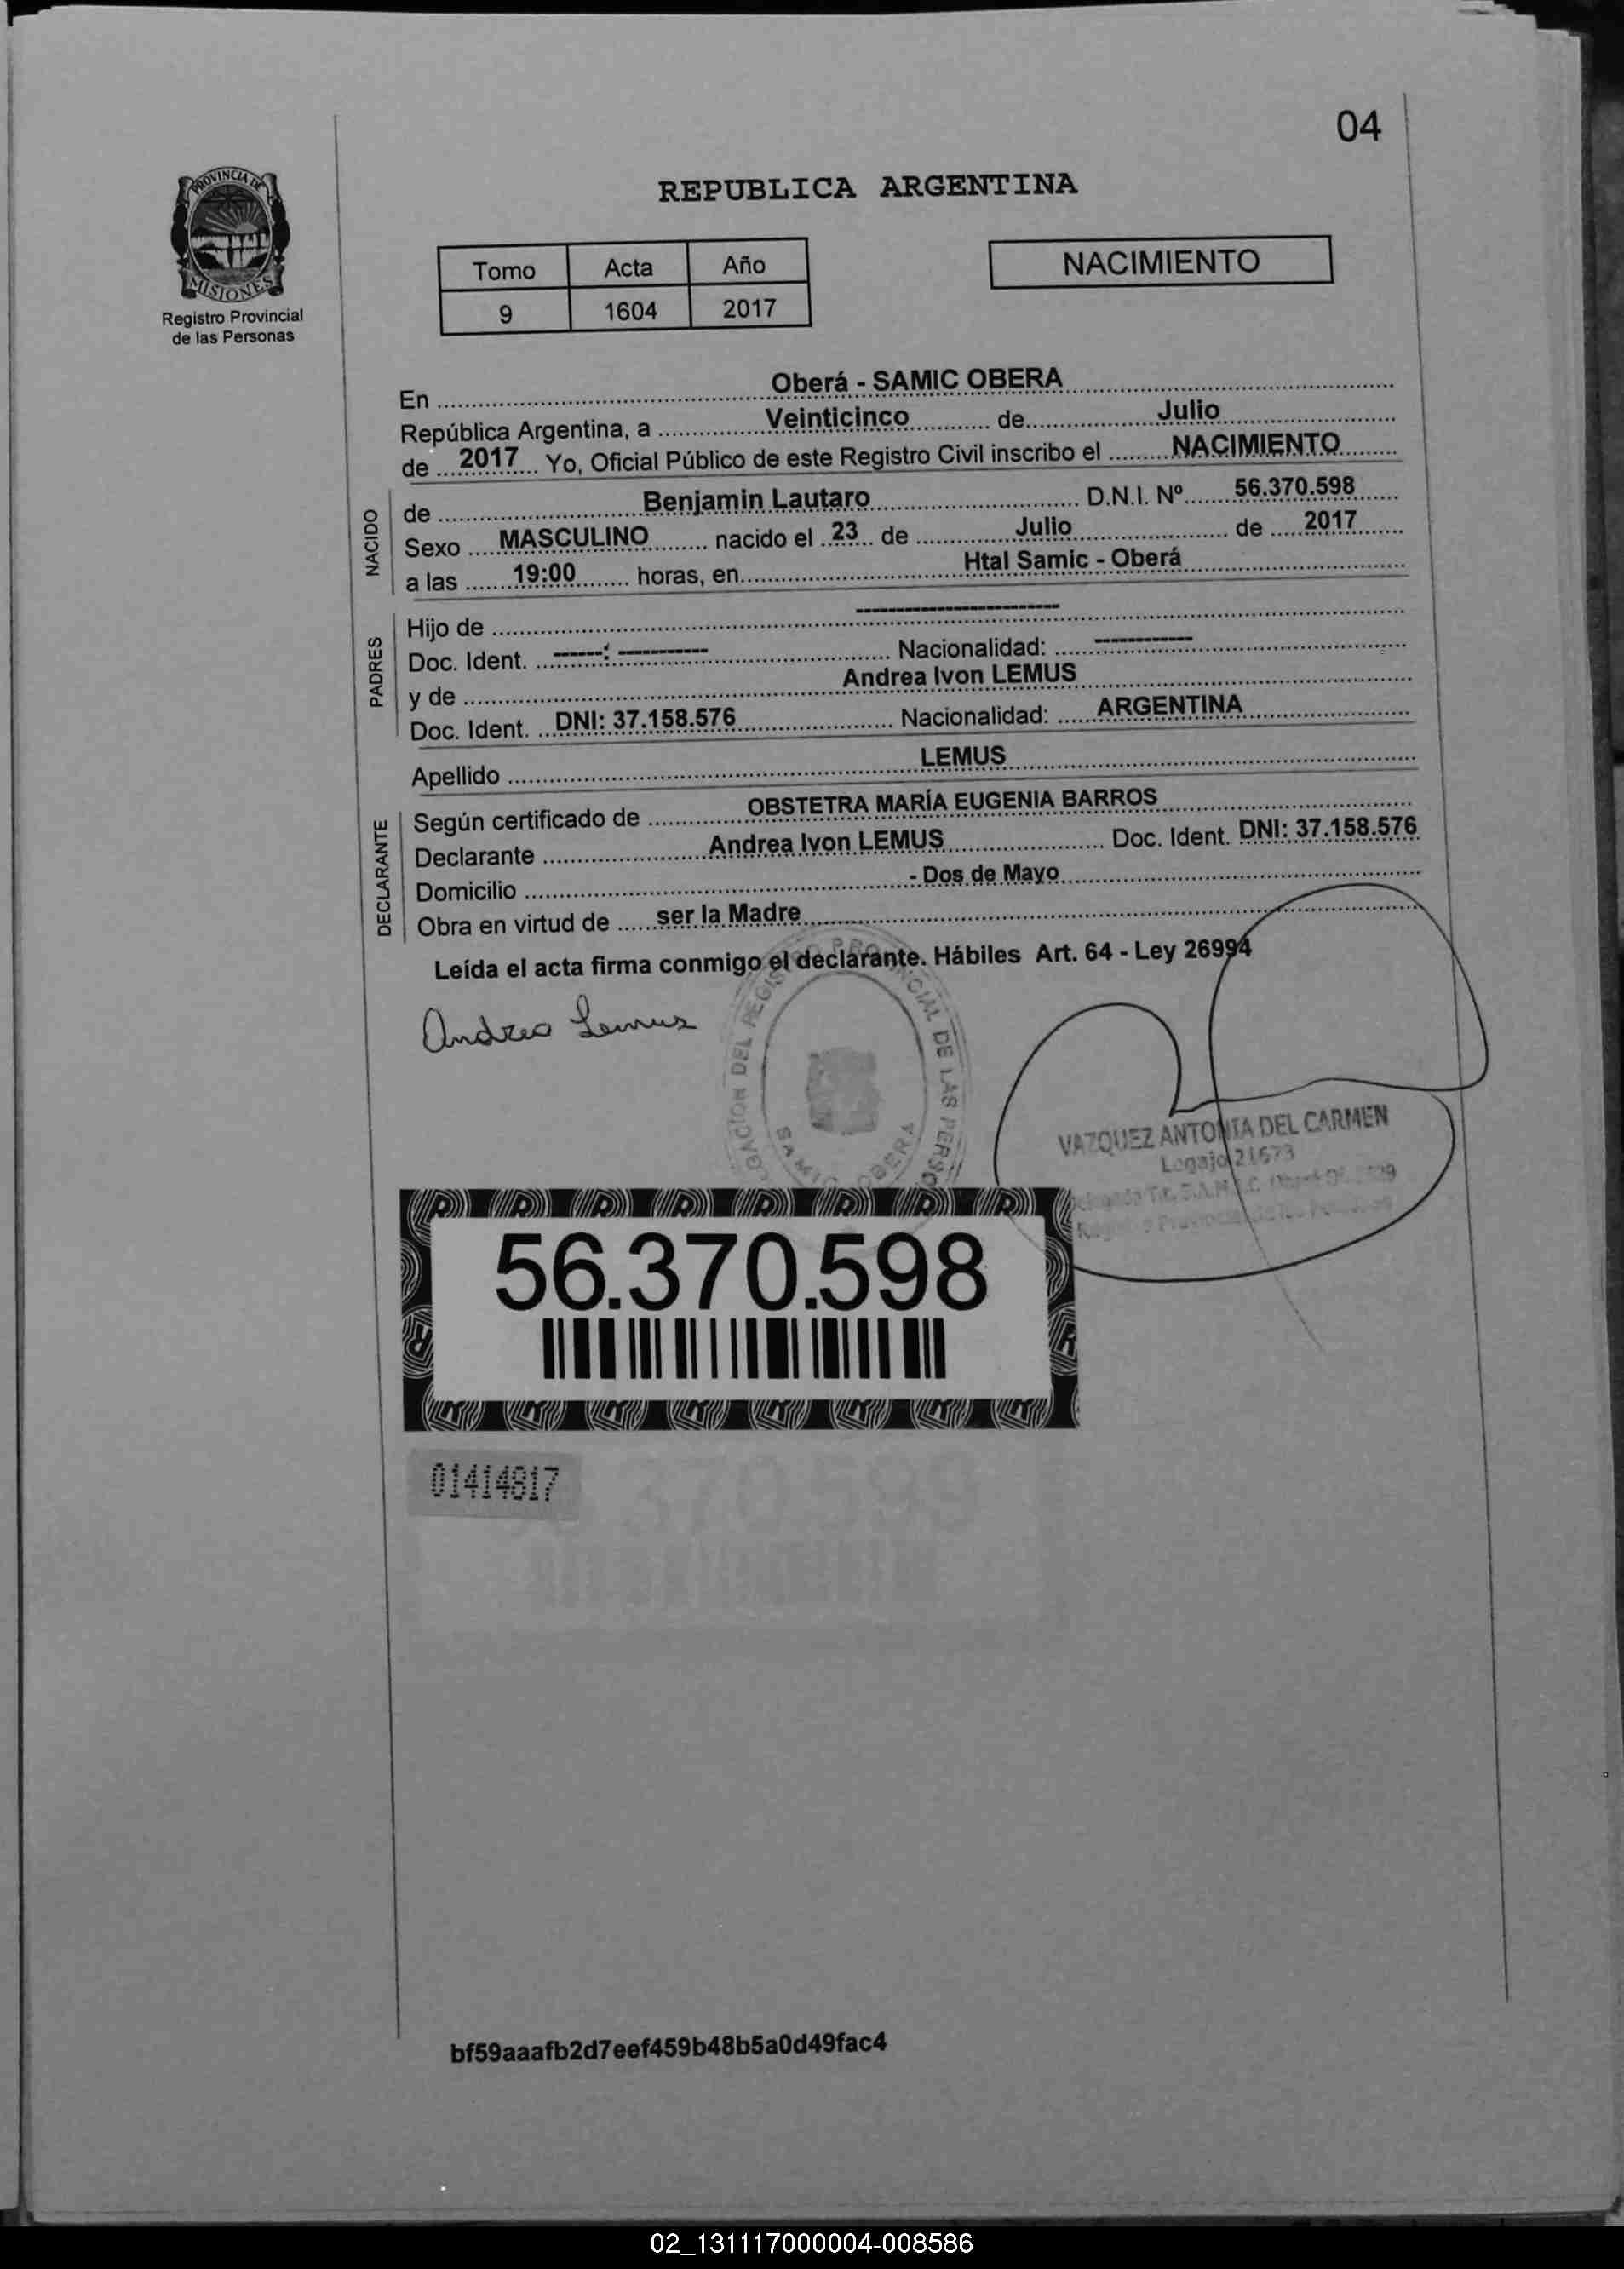 04
PROVINCIA DE
MISIONES
Registro Provincial
de las Personas
REPUBLICA ARGENTINA
Tomo Acta Año
9 1604 2017
NACIMIENTO
En Oberá - SAMIC OBERA
República Argentina, a Veinticinco de Julio
de 2017 Yo, Oficial Público de este Registro Civil inscribo el NACIMIENTO
NACIDO
de Benjamin Lautaro D.N.I. Nº 56.370.598
Sexo MASCULINO nacido el 23 de Julio de 2017
a las 19:00 horas, en Htal Samic - Oberá
PADRES
Hijo de ------------------------
Doc. Ident. ------: ----------- Nacionalidad: ------------
y de Andrea Ivon LEMUS
Doc. Ident. DNI: 37.158.576 Nacionalidad: ARGENTINA
Apellido LEMUS
DECLARANTE
Según certificado de OBSTETRA MARÍA EUGENIA BARROS
Declarante Andrea Ivon LEMUS Doc. Ident. DNI: 37.158.576
Domicilio - Dos de Mayo
Obra en virtud de ser la Madre
Leída el acta firma conmigo el declarante. Hábiles Art. 64 - Ley 26994
Andrea Lemus
DEL REGISTRO PROVINCIAL DE LAS
SAMIC OBERA
VAZQUEZ ANTONIA DEL CARMEN
Legajo 21673
56.370.598
01414817
bf59aaafb2d7eef459b48b5a0d49fac4
02_131117000004-008586